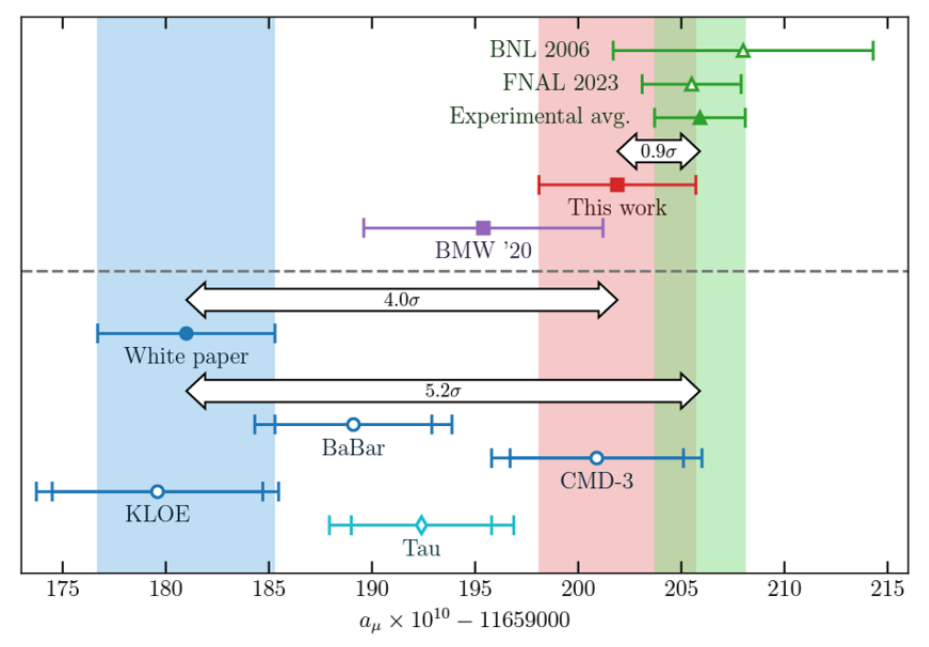 BNL 2006
FNAL 2023
Experimental avg.
0.9σ
This work
BMW ’20
4.0σ
White paper
5.2σ
BaBar
CMD-3
KLOE
Tau
175 180 185 190 195 200 205 210 215
a_μ × 10^10 − 11659000